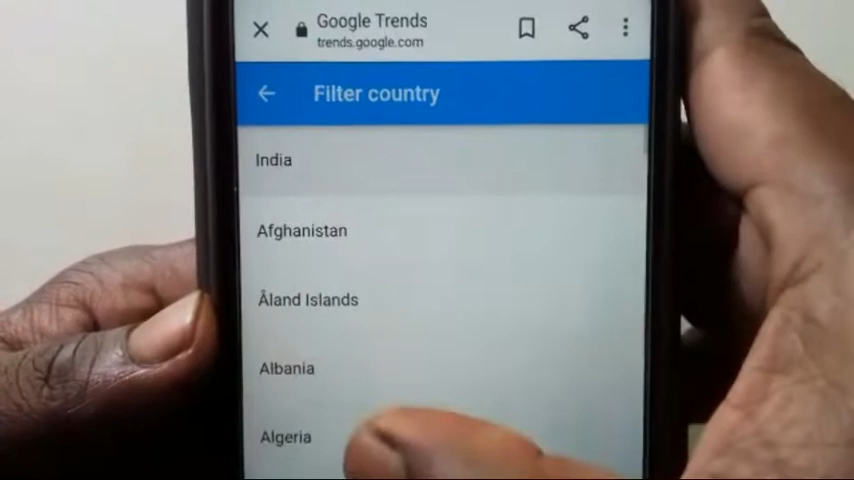 Google Trends
trends.google.com
Filter country
India
Afghanistan
Åland Islands
Albania
Algeria